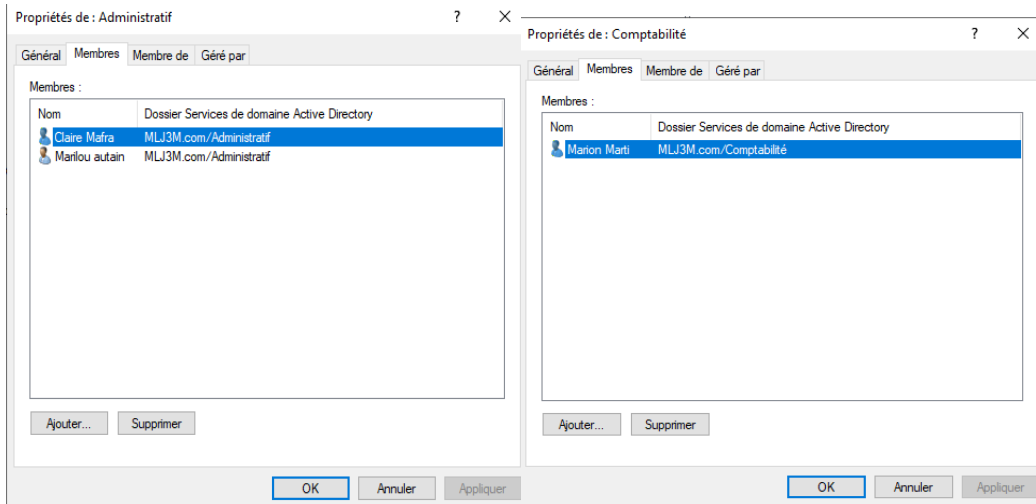 Propriétés de : Administratif
? ×
Général Membres Membre de Géré par
Membres :
Nom Dossier Services de domaine Active Directory
Claire Mafra MLJ3M.com/Administratif
Marilou autain MLJ3M.com/Administratif
Ajouter... Supprimer
OK Annuler Appliquer
Propriétés de : Comptabilité
? ×
Général Membres Membre de Géré par
Membres :
Nom Dossier Services de domaine Active Directory
Marion Marti MLJ3M.com/Comptabilité
Ajouter... Supprimer
OK Annuler Appliquer